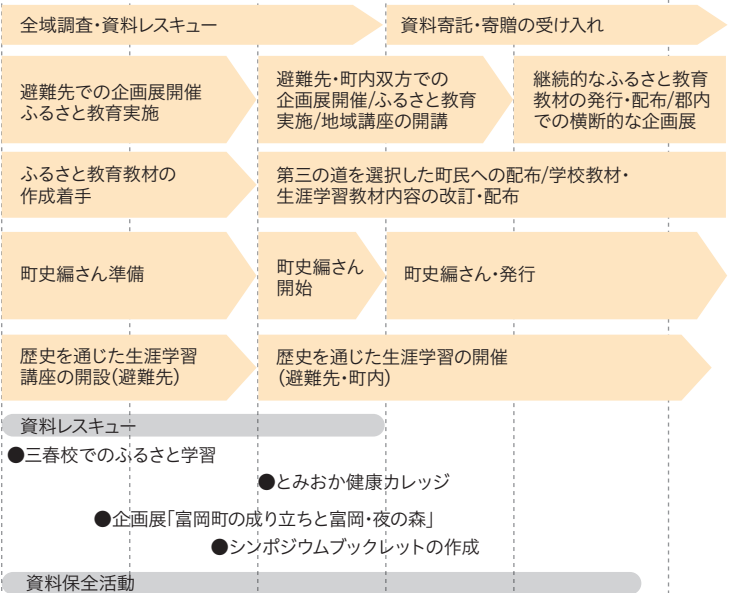 全域調査・資料レスキュー
資料寄託・寄贈の受け入れ
避難先での企画展開催
ふるさと教育実施
避難先・町内双方での
企画展開催/ふるさと教育
実施/地域講座の開講
継続的なふるさと教育
教材の発行・配布/郡内
での横断的な企画展
ふるさと教育教材の
作成着手
第三の道を選択した町民への配布/学校教材・
生涯学習教材内容の改訂・配布
町史編さん準備
町史編さん
開始
町史編さん・発行
歴史を通じた生涯学習
講座の開設(避難先)
歴史を通じた生涯学習の開催
(避難先・町内)
資料レスキュー
●三春校でのふるさと学習
●とみおか健康カレッジ
●企画展「富岡町の成り立ちと富岡・夜の森」
●シンポジウムブックレットの作成
資料保全活動